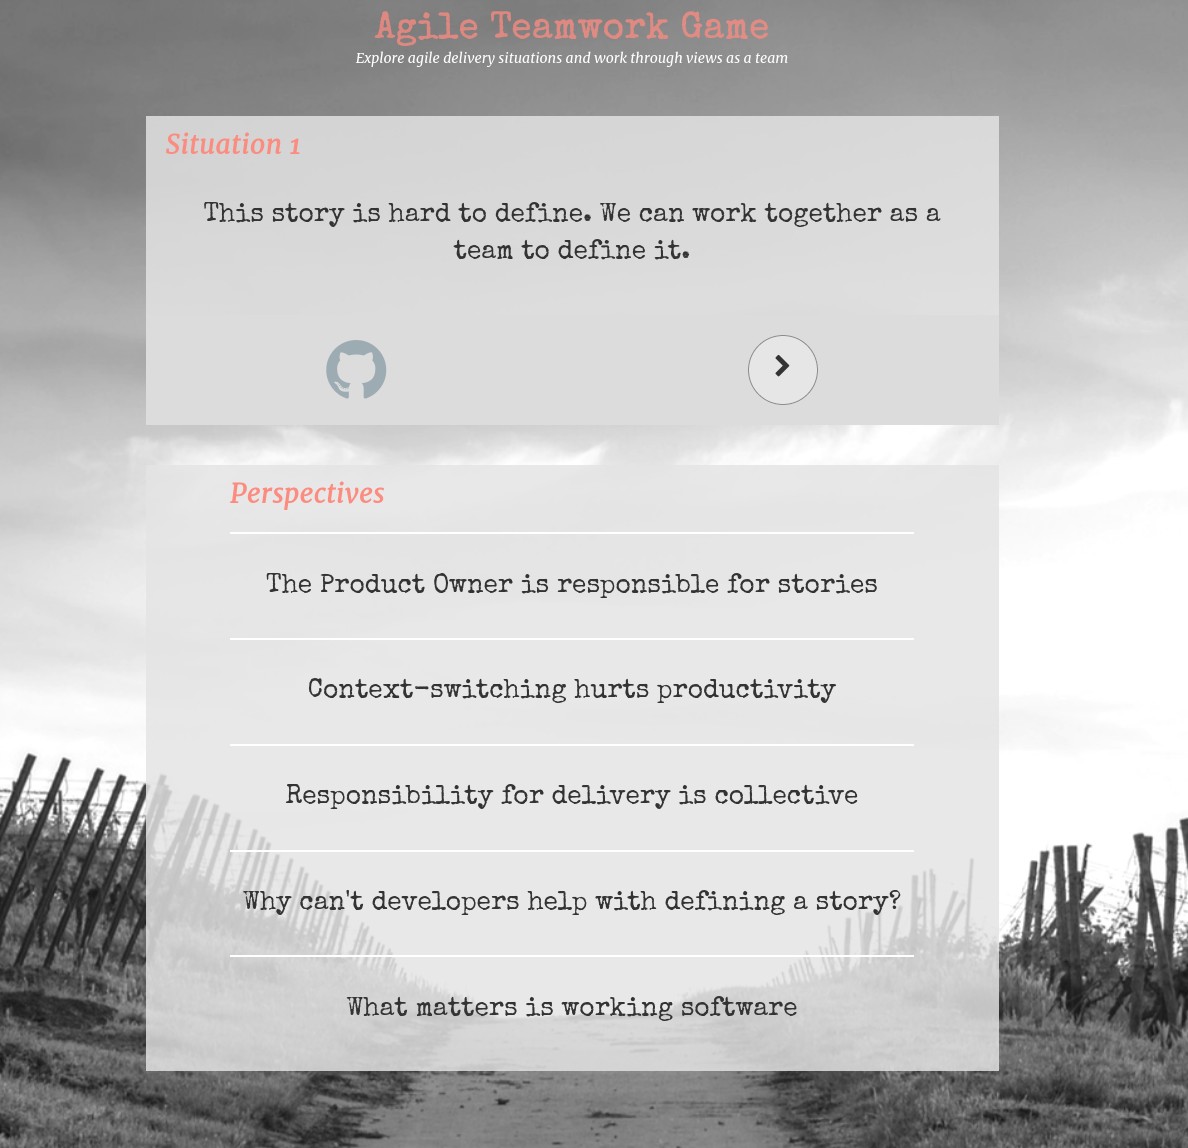 Agile Teamwork Game
Explore agile delivery situations and work through views as a team
Situation 1
This story is hard to define. We can work together as a
team to define it.
Perspectives
The Product Owner is responsible for stories
Context-switching hurts productivity
Responsibility for delivery is collective
Why can't developers help with defining a story?
What matters is working software